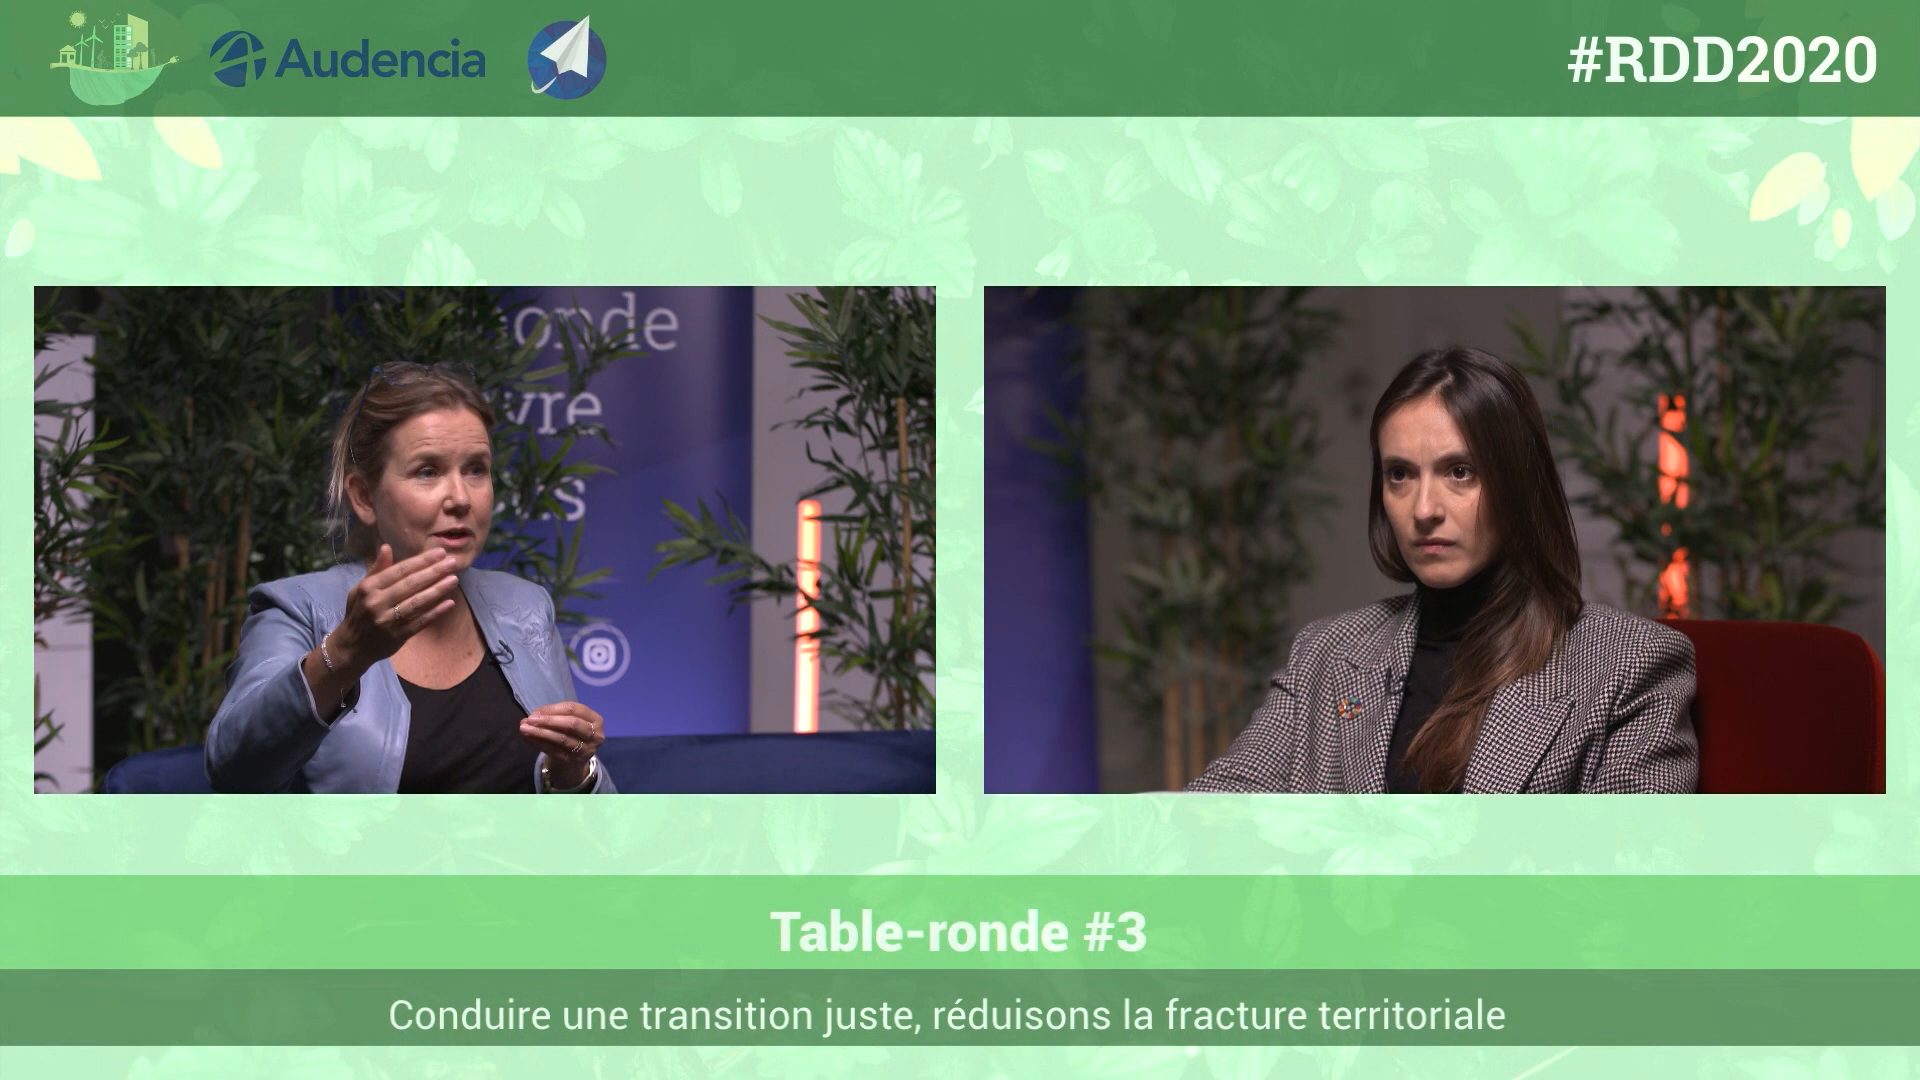 Audencia
#RDD2020
Table-ronde #3
Conduire une transition juste, réduisons la fracture territoriale